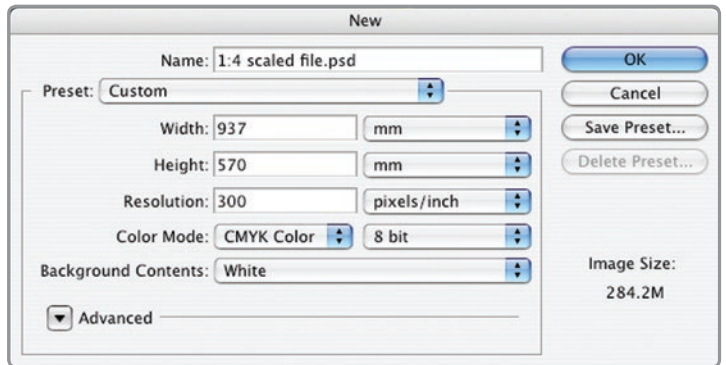 New
Name: 1:4 scaled file.psd
OK
Preset: Custom
Cancel
Width: 937 mm
Save Preset...
Height: 570 mm
Delete Preset...
Resolution: 300 pixels/inch
Color Mode: CMYK Color 8 bit
Background Contents: White
Image Size:
284.2M
Advanced